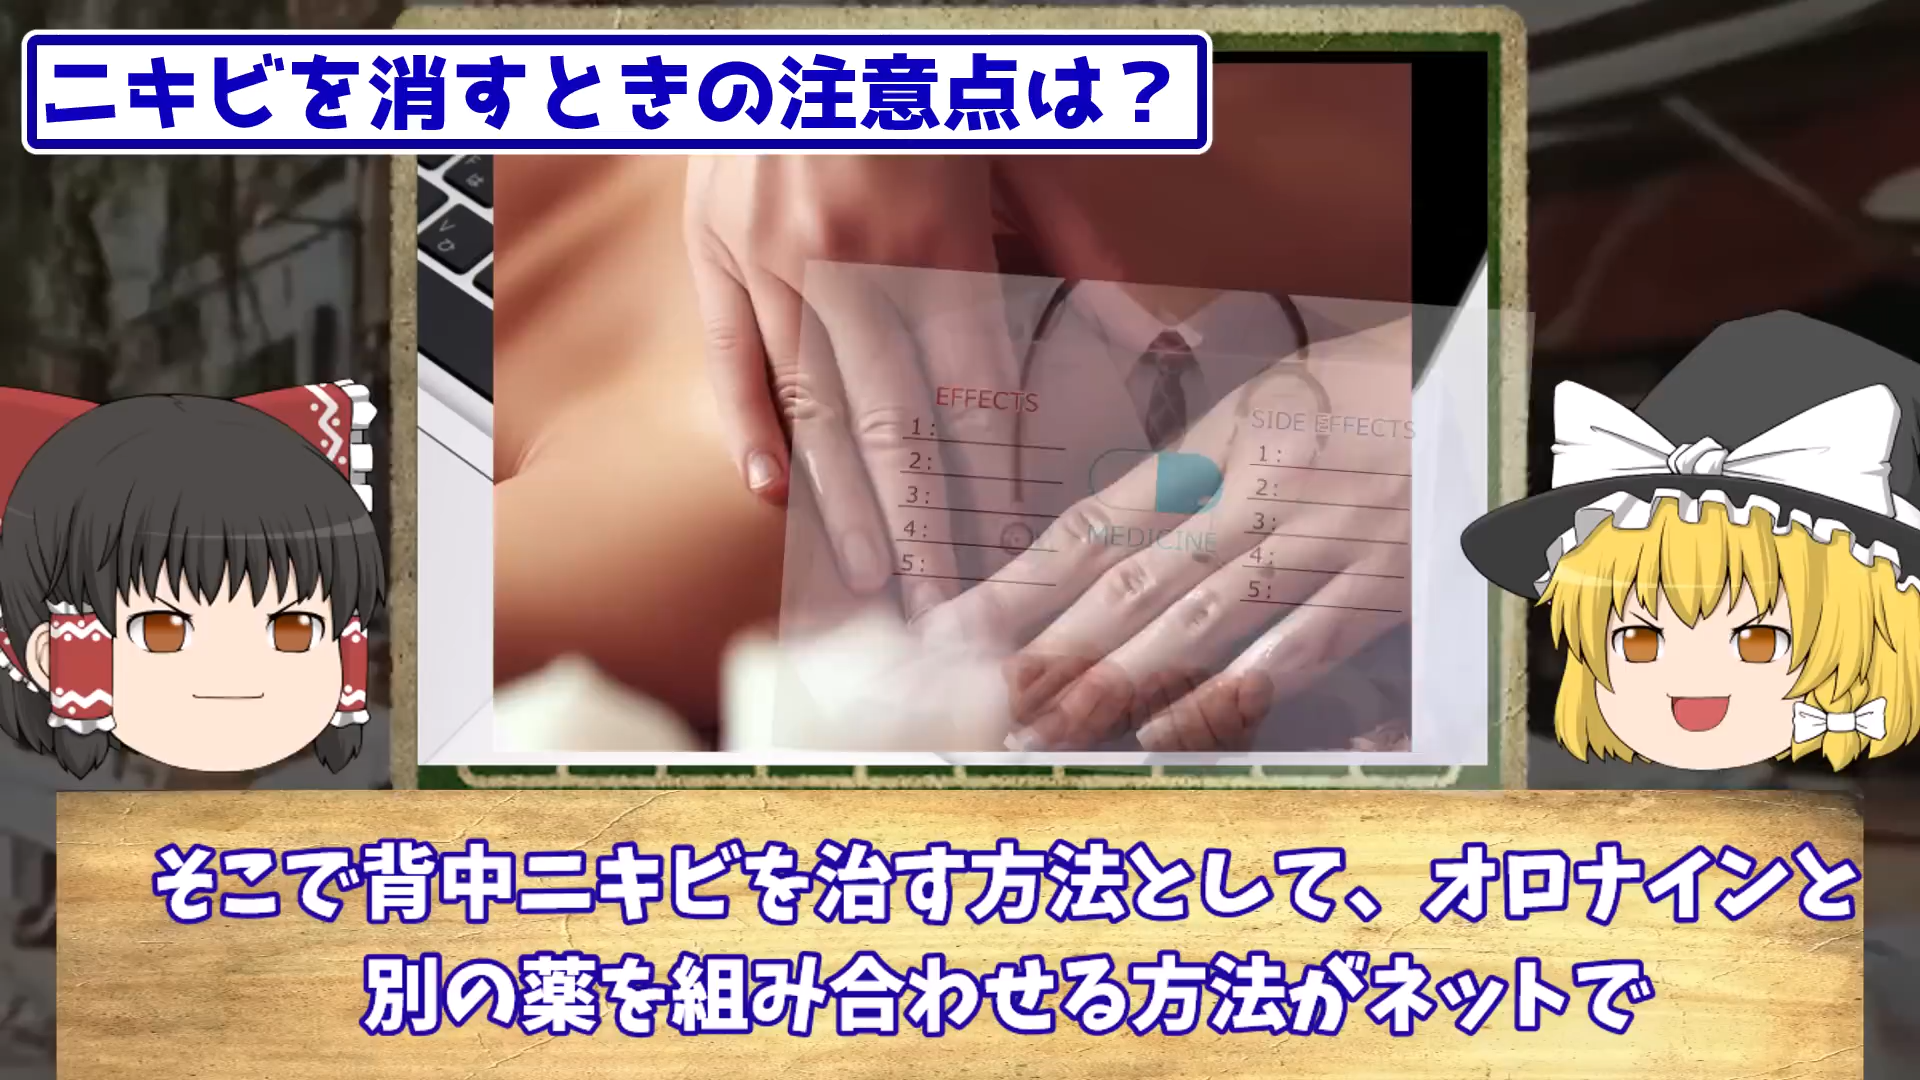 ニキビを消すときの注意点は？
EFFECTS
1:
2:
3:
4:
5:
MEDICINE
SIDE EFFECTS
1:
2:
3:
4:
5:
そこで背中ニキビを治す方法として、オロナインと
別の薬を組み合わせる方法がネットで